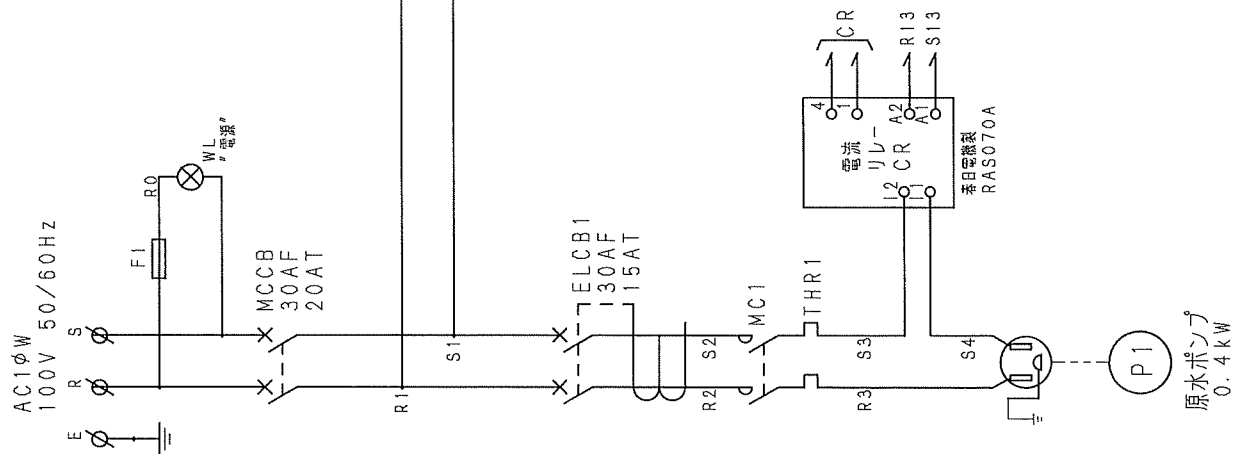 AC1φW
100V 50/60Hz
E
R
S
F1
R0
WL
"電源"
MCCB
30AF
20AT
R1
S1
ELCB1
30AF
15AT
R2
S2
MC1
THR1
R3
S3
S4
I2
I1
電流
リレー
CR
4
1
A2
A1
CR
R13
S13
春日電機製
RAS070A
P1
原水ポンプ
0.4kW